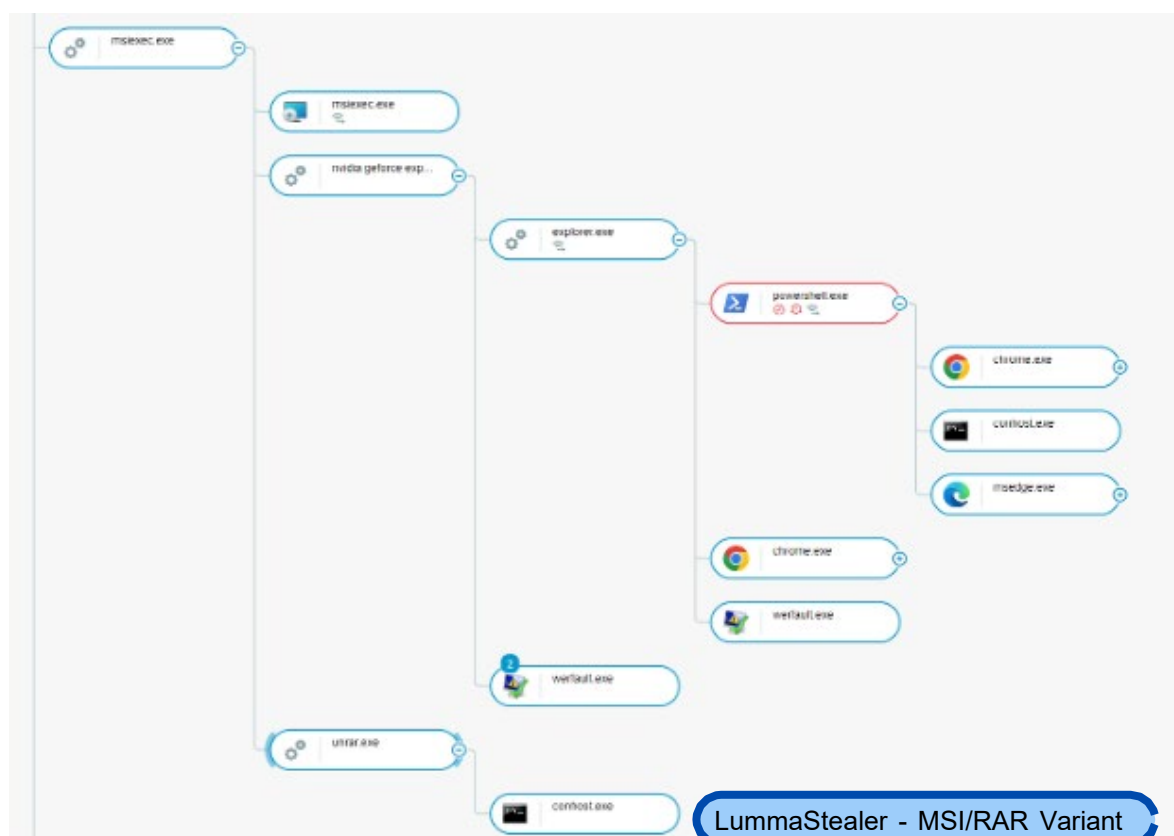 msiexec.exe
msiexec.exe
nvidia geforce exp...
explorer.exe
powershell.exe
chrome.exe
conhost.exe
msedge.exe
chrome.exe
werfault.exe
2
werfault.exe
unrar.exe
conhost.exe
LummaStealer - MSI/RAR Variant